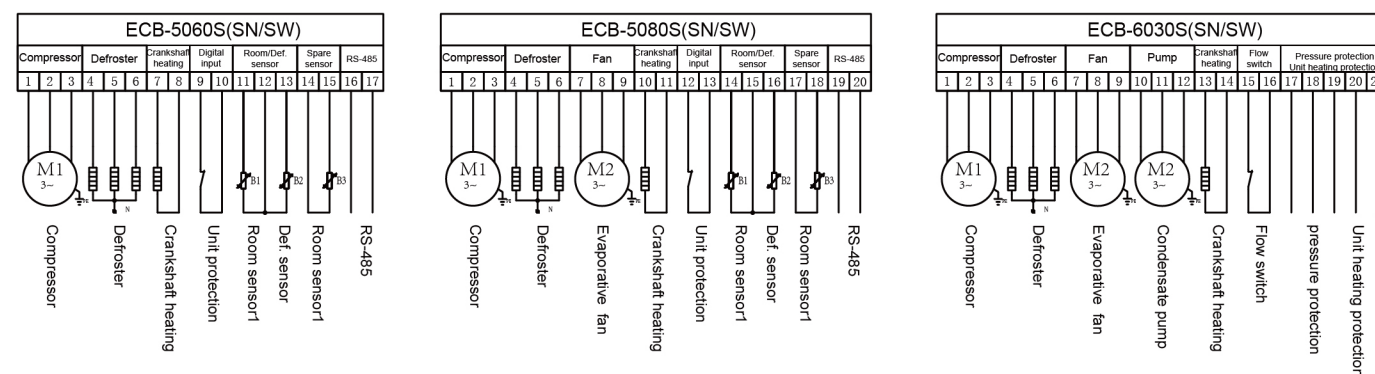 ECB-5060S(SN/SW)
Compressor Defroster Crankshaft heating Digital input Room/Def. sensor Spare sensor RS-485
1 2 3 4 5 6 7 8 9 10 11 12 13 14 15 16 17
M1 3~ PE N B1 B2 B3
Compressor
Defroster
Crankshaft heating
Unit protection
Room sensor1
Def. sensor
Room sensor1
RS-485
ECB-5080S(SN/SW)
Compressor Defroster Fan Crankshaft heating Digital input Room/Def. sensor Spare sensor RS-485
1 2 3 4 5 6 7 8 9 10 11 12 13 14 15 16 17 18 19 20
M1 3~ PE N M2 3~ PE B1 B2 B3
Compressor
Defroster
Evaporative fan
Crankshaft heating
Unit protection
Room sensor1
Def. sensor
Room sensor1
RS-485
ECB-6030S(SN/SW)
Compressor Defroster Fan Pump Crankshaft heating Flow switch Pressure protection
Unit heating protection
1 2 3 4 5 6 7 8 9 10 11 12 13 14 15 16 17 18 19 20
M1 3~ PE N M2 3~ PE M2 3~ PE
Compressor
Defroster
Evaporative fan
Condensate pump
Crankshaft heating
Flow switch
pressure protection
Unit heating protection